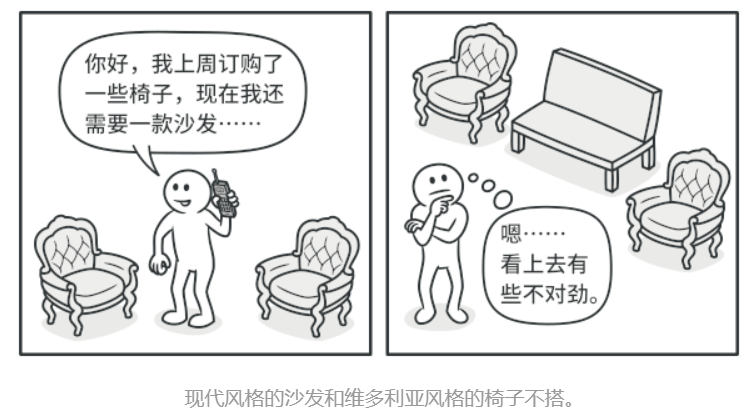 你好，我上周订购了
一些椅子，现在我还
需要一款沙发……
嗯……
看上去有
些不对劲。
现代风格的沙发和维多利亚风格的椅子不搭。